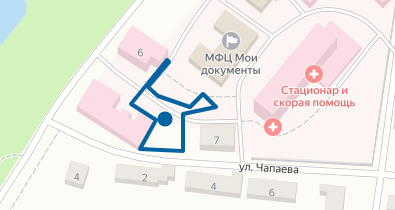 6
МФЦ Мои
документы
Стационар и
скорая помощь
7
ул. Чапаева
4
2
4
6